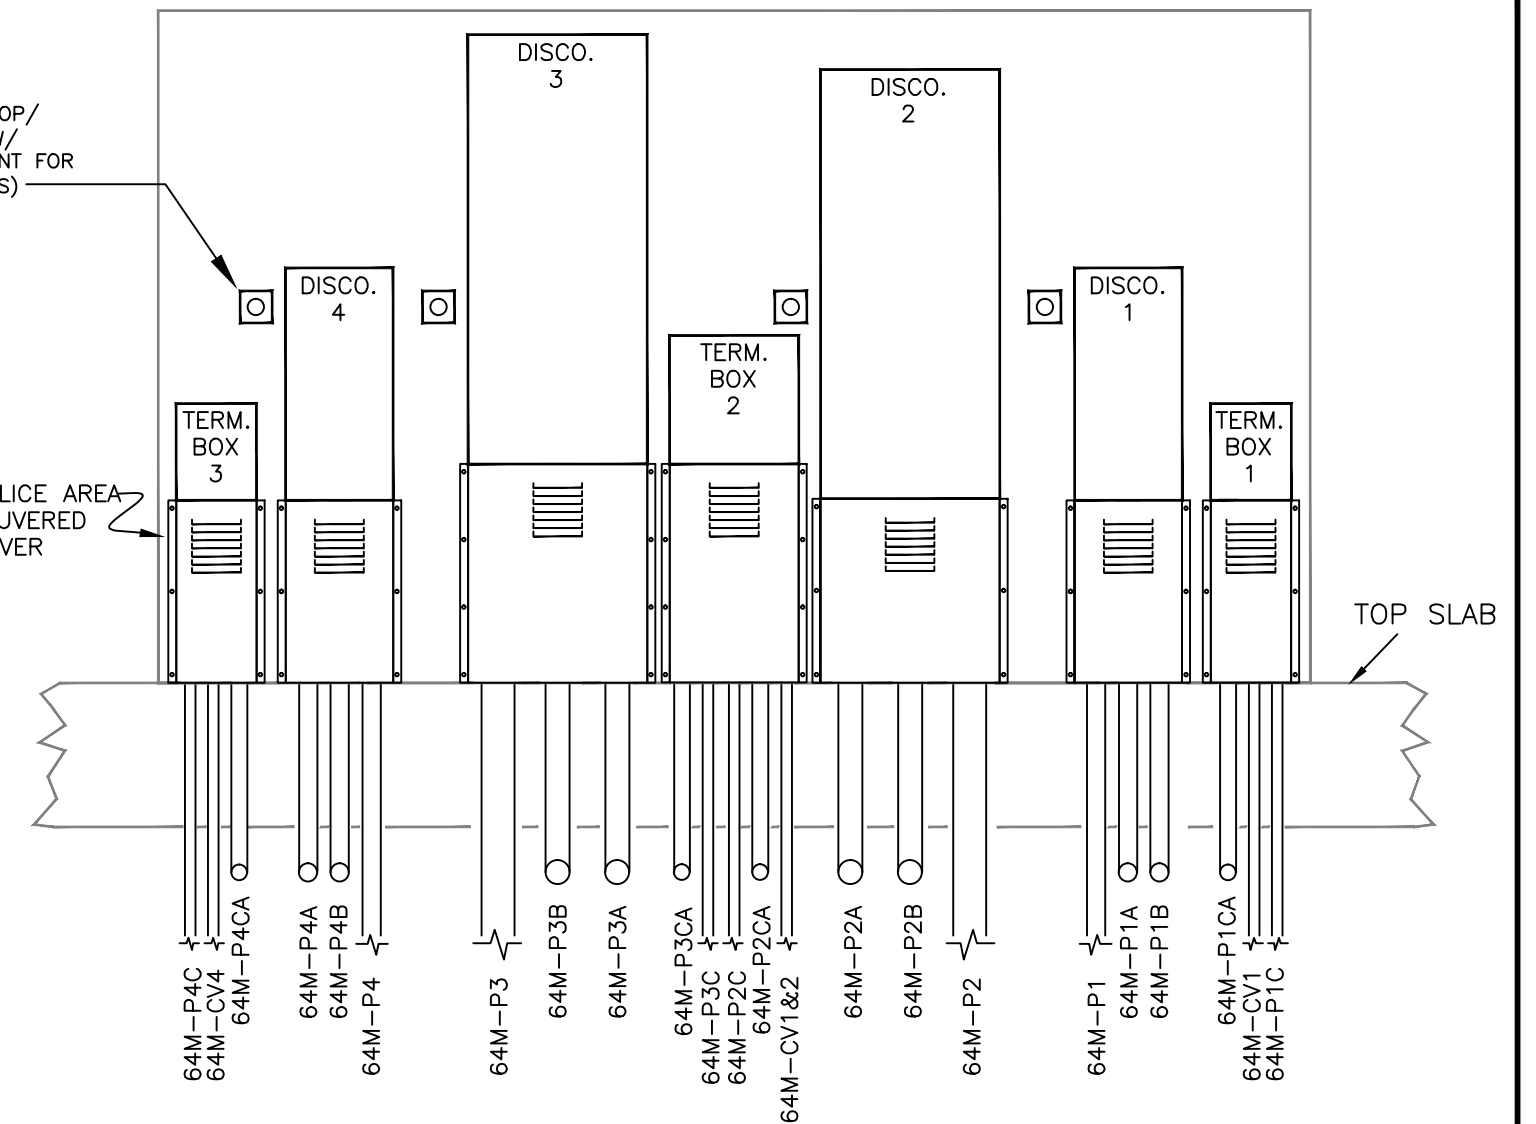 DISCO.
3
DISCO.
2
OP/
NT FOR
S)
DISCO.
4
DISCO.
1
TERM.
BOX
2
TERM.
BOX
3
TERM.
BOX
1
LICE AREA
UVERED
VER
TOP SLAB
64M-P4C
64M-CV4
64M-P4CA
64M-P4A
64M-P4B
64M-P4
64M-P3
64M-P3B
64M-P3A
64M-P3CA
64M-P3C
64M-P2C
64M-P2CA
64M-CV1&2
64M-P2A
64M-P2B
64M-P2
64M-P1
64M-P1A
64M-P1B
64M-P1CA
64M-CV1
64M-P1C